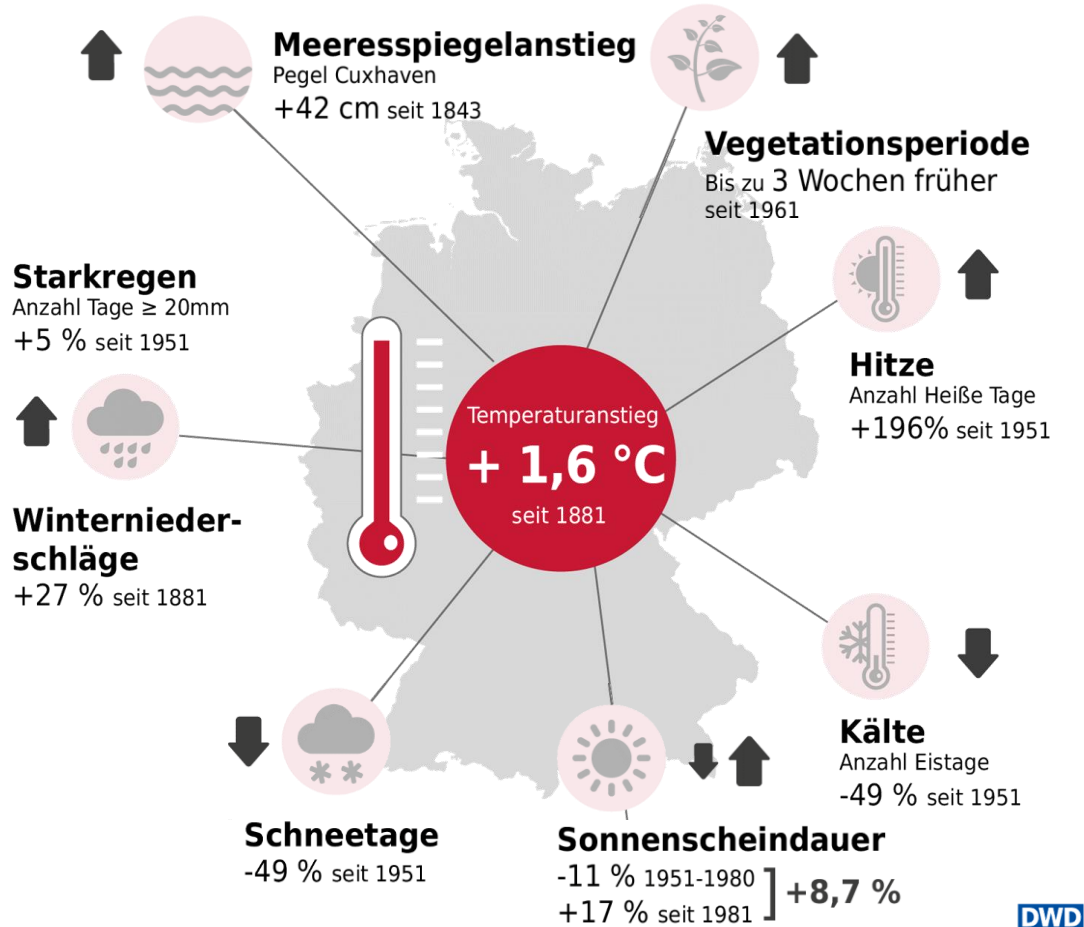 Meeresspiegelanstieg
Pegel Cuxhaven
+42 cm seit 1843
Vegetationsperiode
Bis zu 3 Wochen früher
seit 1961
Starkregen
Anzahl Tage ≥ 20mm
+5 % seit 1951
Hitze
Anzahl Heiße Tage
+196% seit 1951
Temperaturanstieg
+ 1,6 °C
seit 1881
Winternieder-
schläge
+27 % seit 1881
Kälte
Anzahl Eistage
-49 % seit 1951
Schneetage
-49 % seit 1951
Sonnenscheindauer
-11 % 1951-1980
+17 % seit 1981
+8,7 %
DWD